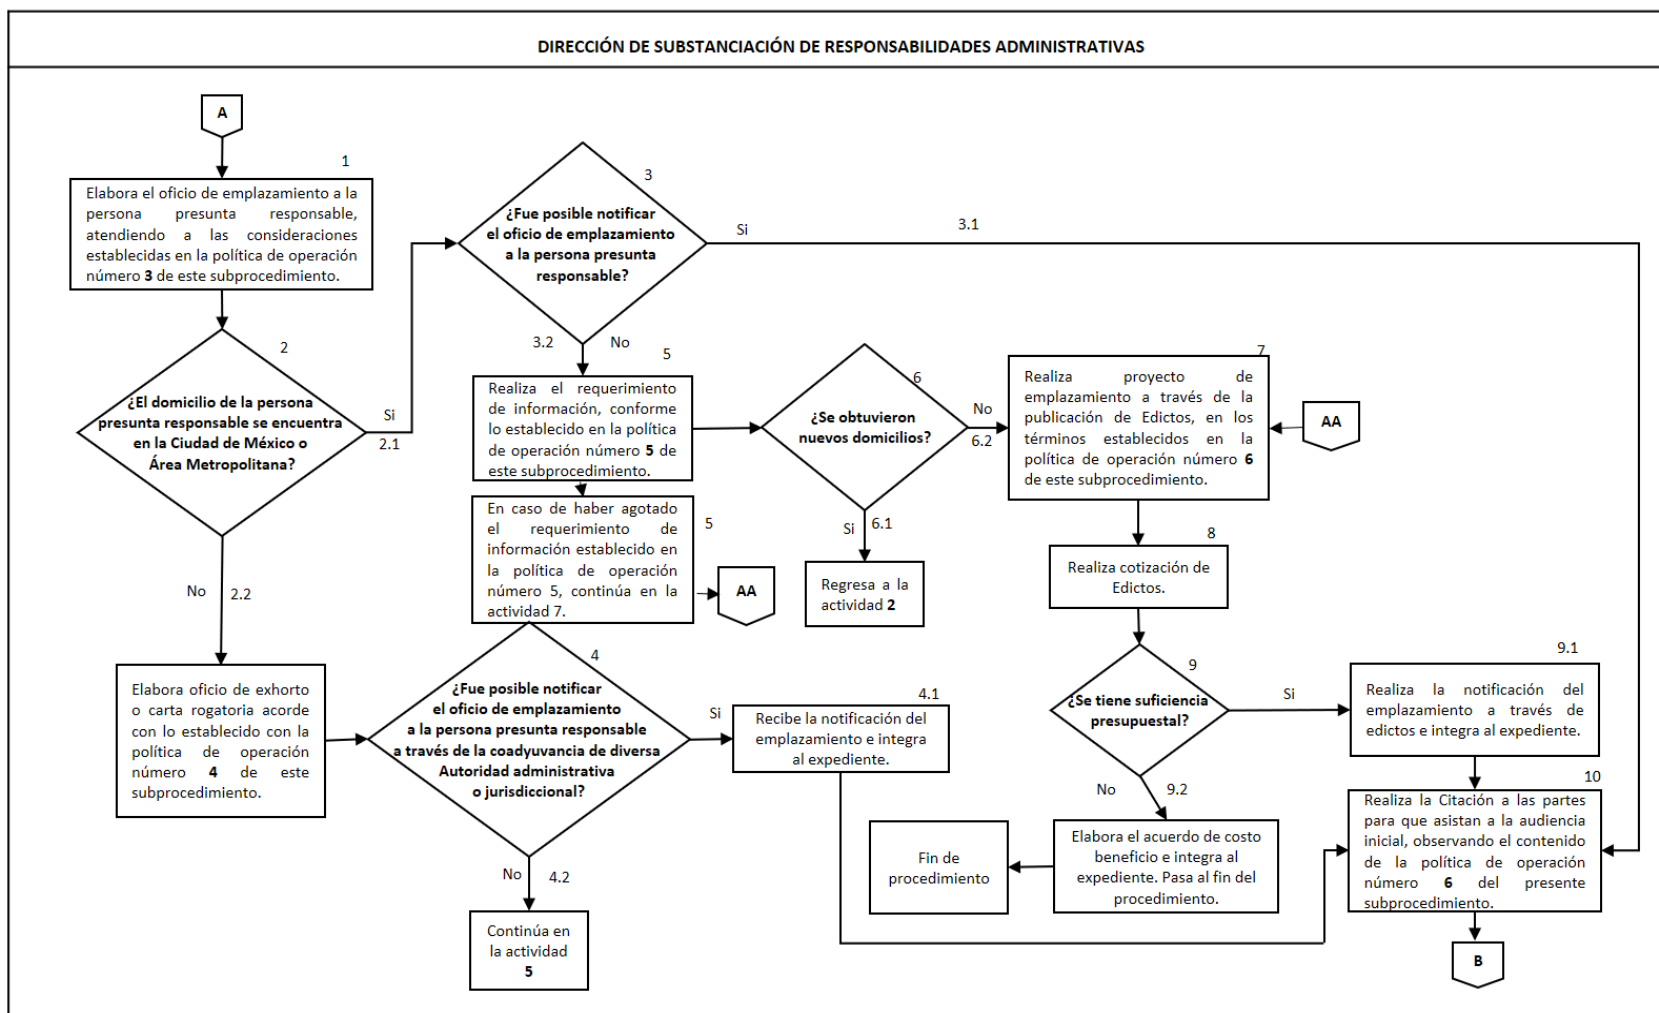 DIRECCIÓN DE SUBSTANCIACIÓN DE RESPONSABILIDADES ADMINISTRATIVAS
A
1
Elabora el oficio de emplazamiento a la
persona presunta responsable,
atendiendo a las consideraciones
establecidas en la política de operación
número 3 de este subprocedimiento.
2
¿El domicilio de la persona
presunta responsable se encuentra
en la Ciudad de México o
Área Metropolitana?
Si
2.1
No
2.2
Elabora oficio de exhorto
o carta rogatoria acorde
con lo establecido con la
política de operación
número 4 de este
subprocedimiento.
3
¿Fue posible notificar
el oficio de emplazamiento
a la persona presunta
responsable?
Si
3.1
3.2
No
5
Realiza el requerimiento
de información, conforme
lo establecido en la política
de operación número 5 de
este subprocedimiento.
5
En caso de haber agotado
el requerimiento de
información establecido en
la política de operación
número 5, continúa en la
actividad 7.
AA
4
¿Fue posible notificar
el oficio de emplazamiento
a la persona presunta responsable
a través de la coadyuvancia de diversa
Autoridad administrativa
o jurisdiccional?
Si
4.1
Recibe la notificación del
emplazamiento e integra
al expediente.
No
4.2
Continúa en
la actividad
5
6
¿Se obtuvieron
nuevos domicilios?
No
6.2
Si
6.1
Regresa a la
actividad 2
7
Realiza proyecto de
emplazamiento a través de la
publicación de Edictos, en los
términos establecidos en la
política de operación número 6
de este subprocedimiento.
AA
8
Realiza cotización de
Edictos.
9
¿Se tiene suficiencia
presupuestal?
Si
9.1
Realiza la notificación del
emplazamiento a través de
edictos e integra al expediente.
No
9.2
Elabora el acuerdo de costo
beneficio e integra al
expediente. Pasa al fin del
procedimiento.
Fin de
procedimiento
10
Realiza la Citación a las partes
para que asistan a la audiencia
inicial, observando el contenido
de la política de operación
número 6 del presente
subprocedimiento.
B